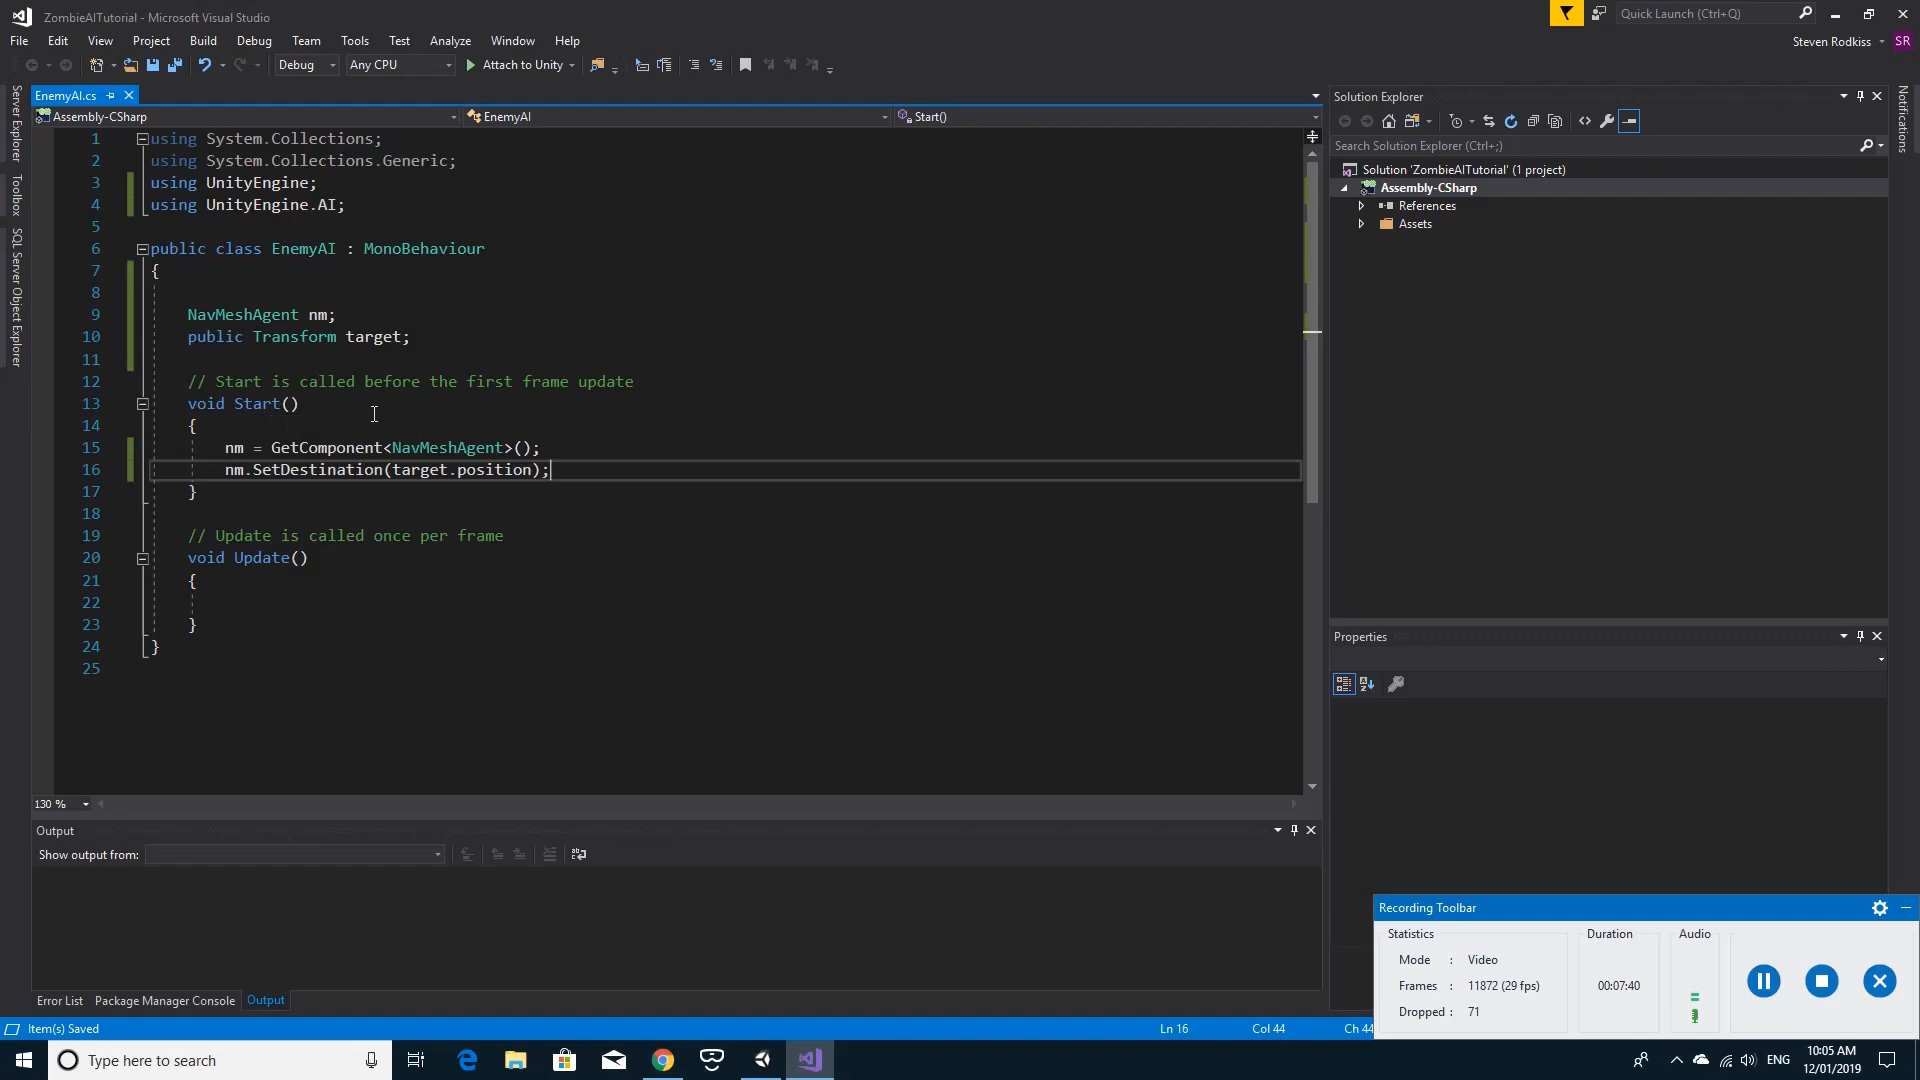 ZombieAITutorial - Microsoft Visual Studio
Quick Launch (Ctrl+Q)
File Edit View Project Build Debug Team Tools Test Analyze Window Help
Steven Rodkiss SR
Debug Any CPU Attach to Unity
Server Explorer
Toolbox
SQL Server Object Explorer
Notifications
EnemyAI.cs
Assembly-CSharp EnemyAI Start()
1 using System.Collections;
2 using System.Collections.Generic;
3 using UnityEngine;
4 using UnityEngine.AI;
5
6 public class EnemyAI : MonoBehaviour
7 {
8
9 NavMeshAgent nm;
10 public Transform target;
11
12 // Start is called before the first frame update
13 void Start()
14 {
15 nm = GetComponent<NavMeshAgent>();
16 nm.SetDestination(target.position);
17 }
18
19 // Update is called once per frame
20 void Update()
21 {
22
23 }
24 }
25
130 %
Solution Explorer
Search Solution Explorer (Ctrl+;)
Solution 'ZombieAITutorial' (1 project)
Assembly-CSharp
References
Assets
Properties
Output
Show output from:
Error List Package Manager Console Output
Item(s) Saved Ln 16 Col 44 Ch 44
Recording Toolbar
Statistics Duration Audio
Mode : Video
Frames : 11872 (29 fps) 00:07:40
Dropped : 71
Type here to search
ENG 10:05 AM
12/01/2019